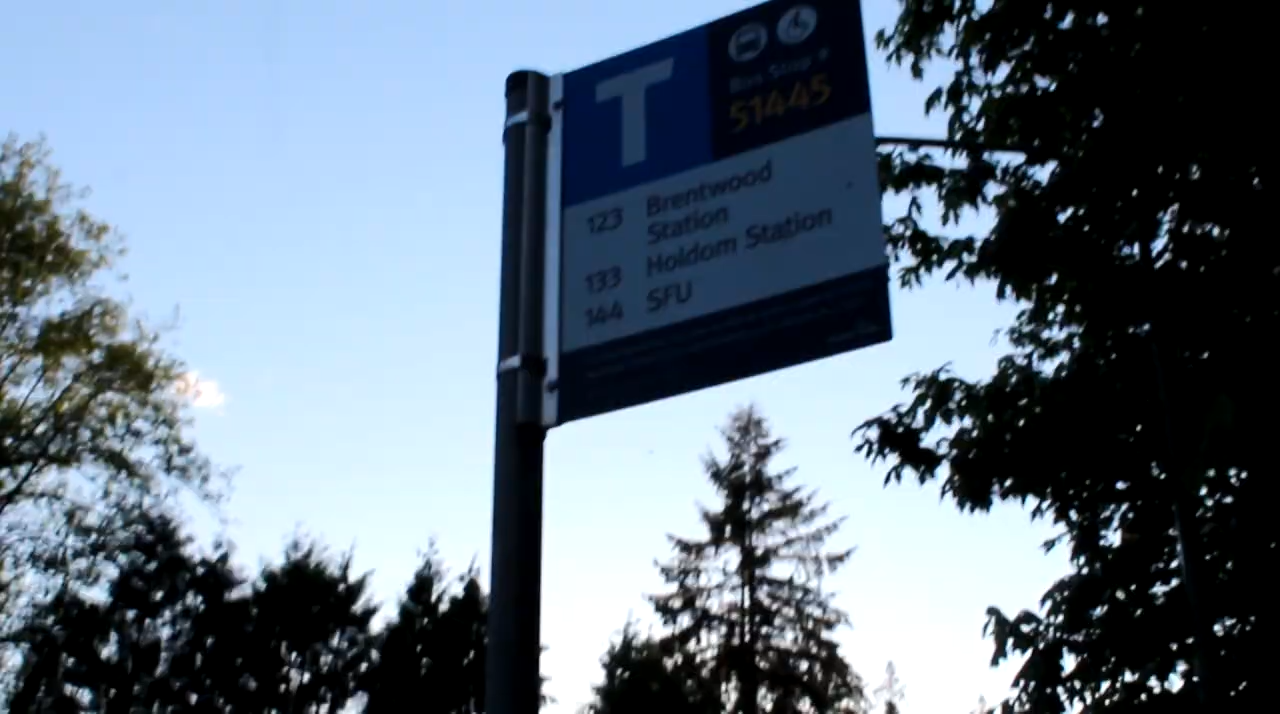 T
Bus Stop #
51445
123 Brentwood
Station
133 Holdom Station
144 SFU